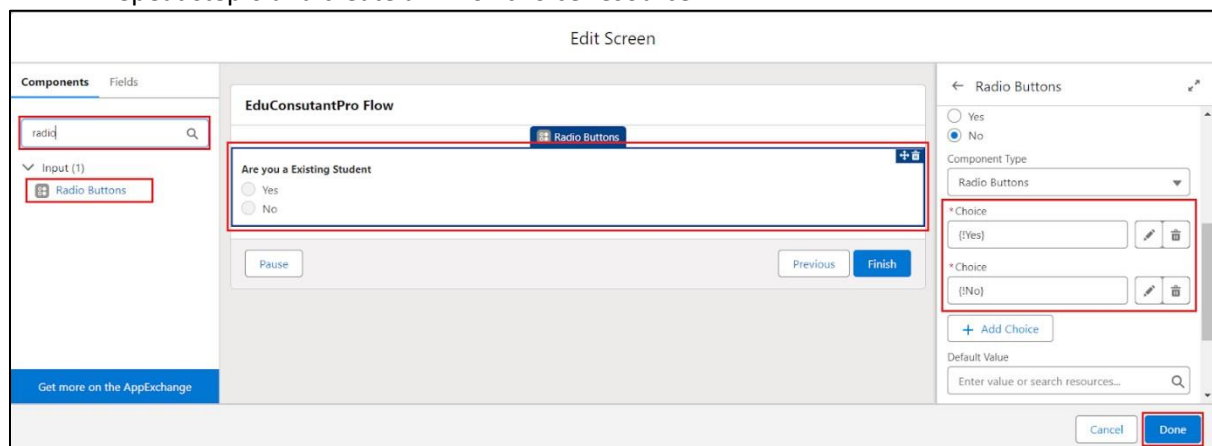 Edit Screen
Components Fields
radio
Input (1)
Radio Buttons
Get more on the AppExchange
EduConsutantPro Flow
Radio Buttons
Are you a Existing Student
Yes
No
Pause
Previous
Finish
Radio Buttons
Yes
No
Component Type
Radio Buttons
* Choice
{!Yes}
* Choice
{!No}
+ Add Choice
Default Value
Enter value or search resources...
Cancel
Done